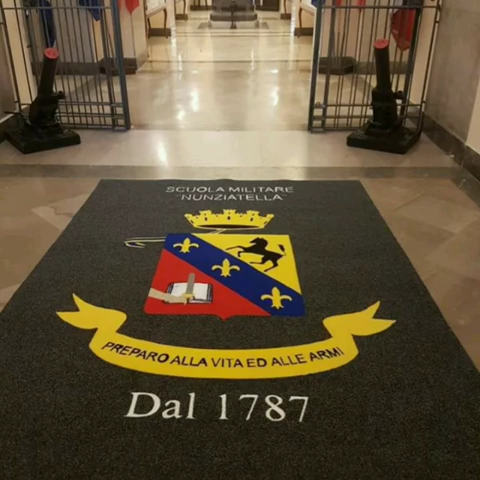 SCUOLA MILITARE
"NUNZIATELLA"
PREPARO ALLA VITA ED ALLE ARMI
Dal 1787